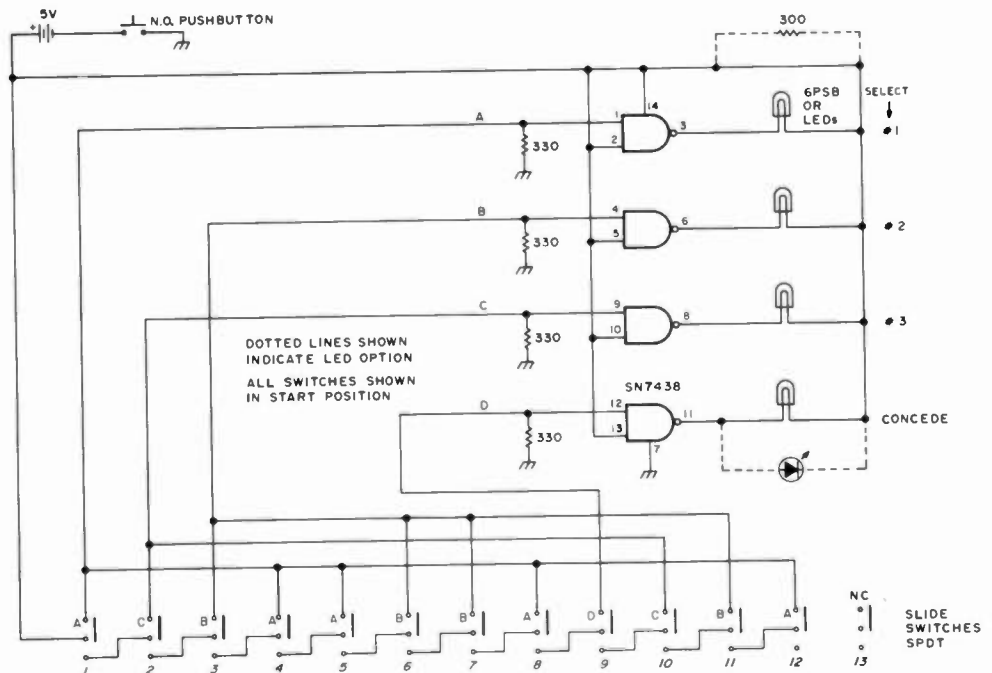 5V
+
N.O. PUSHBUTTON
300
6PSB
OR
LEDs
SELECT
A
330
1
2
14
3
#1
B
330
4
5
6
#2
C
330
9
10
8
#3
DOTTED LINES SHOWN
INDICATE LED OPTION
ALL SWITCHES SHOWN
IN START POSITION
SN7438
D
330
12
13
7
11
CONCEDE
A C B A A B B A D C B A NC
SLIDE
SWITCHES
SPDT
1 2 3 4 5 6 7 8 9 10 11 12 13